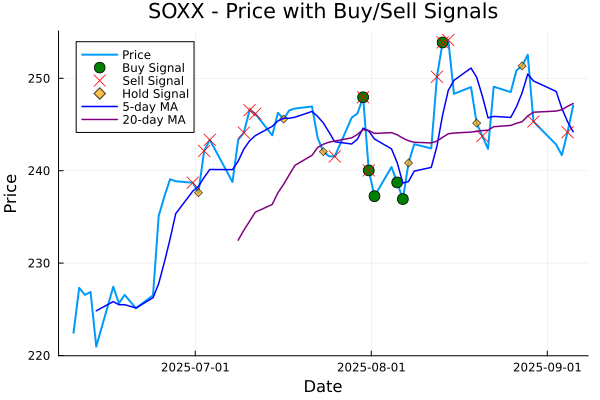 SOXX - Price with Buy/Sell Signals
Price
Buy Signal
Sell Signal
Hold Signal
5-day MA
20-day MA
250
240
230
220
Price
2025-07-01
2025-08-01
2025-09-01
Date